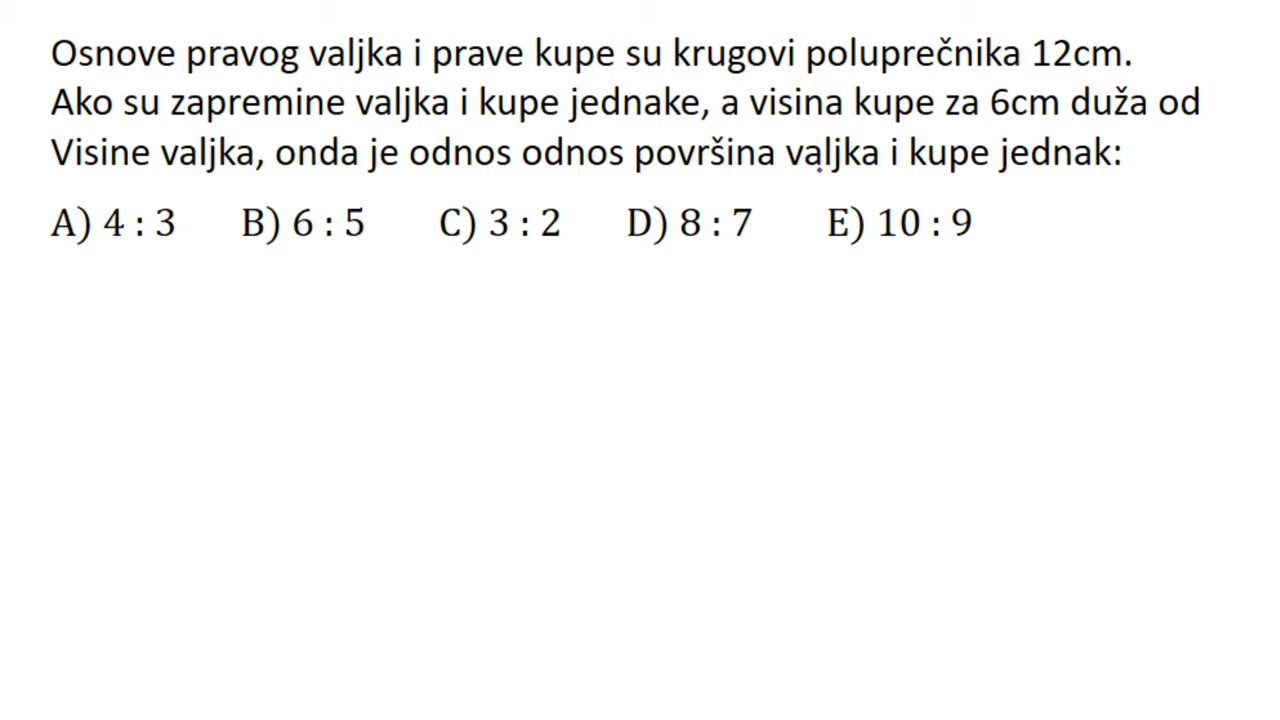 Osnove pravog valjka i prave kupe su krugovi poluprečnika 12cm.
Ako su zapremine valjka i kupe jednake, a visina kupe za 6cm duža od
Visine valjka, onda je odnos odnos površina valjka i kupe jednak:
A) 4 : 3 B) 6 : 5 C) 3 : 2 D) 8 : 7 E) 10 : 9